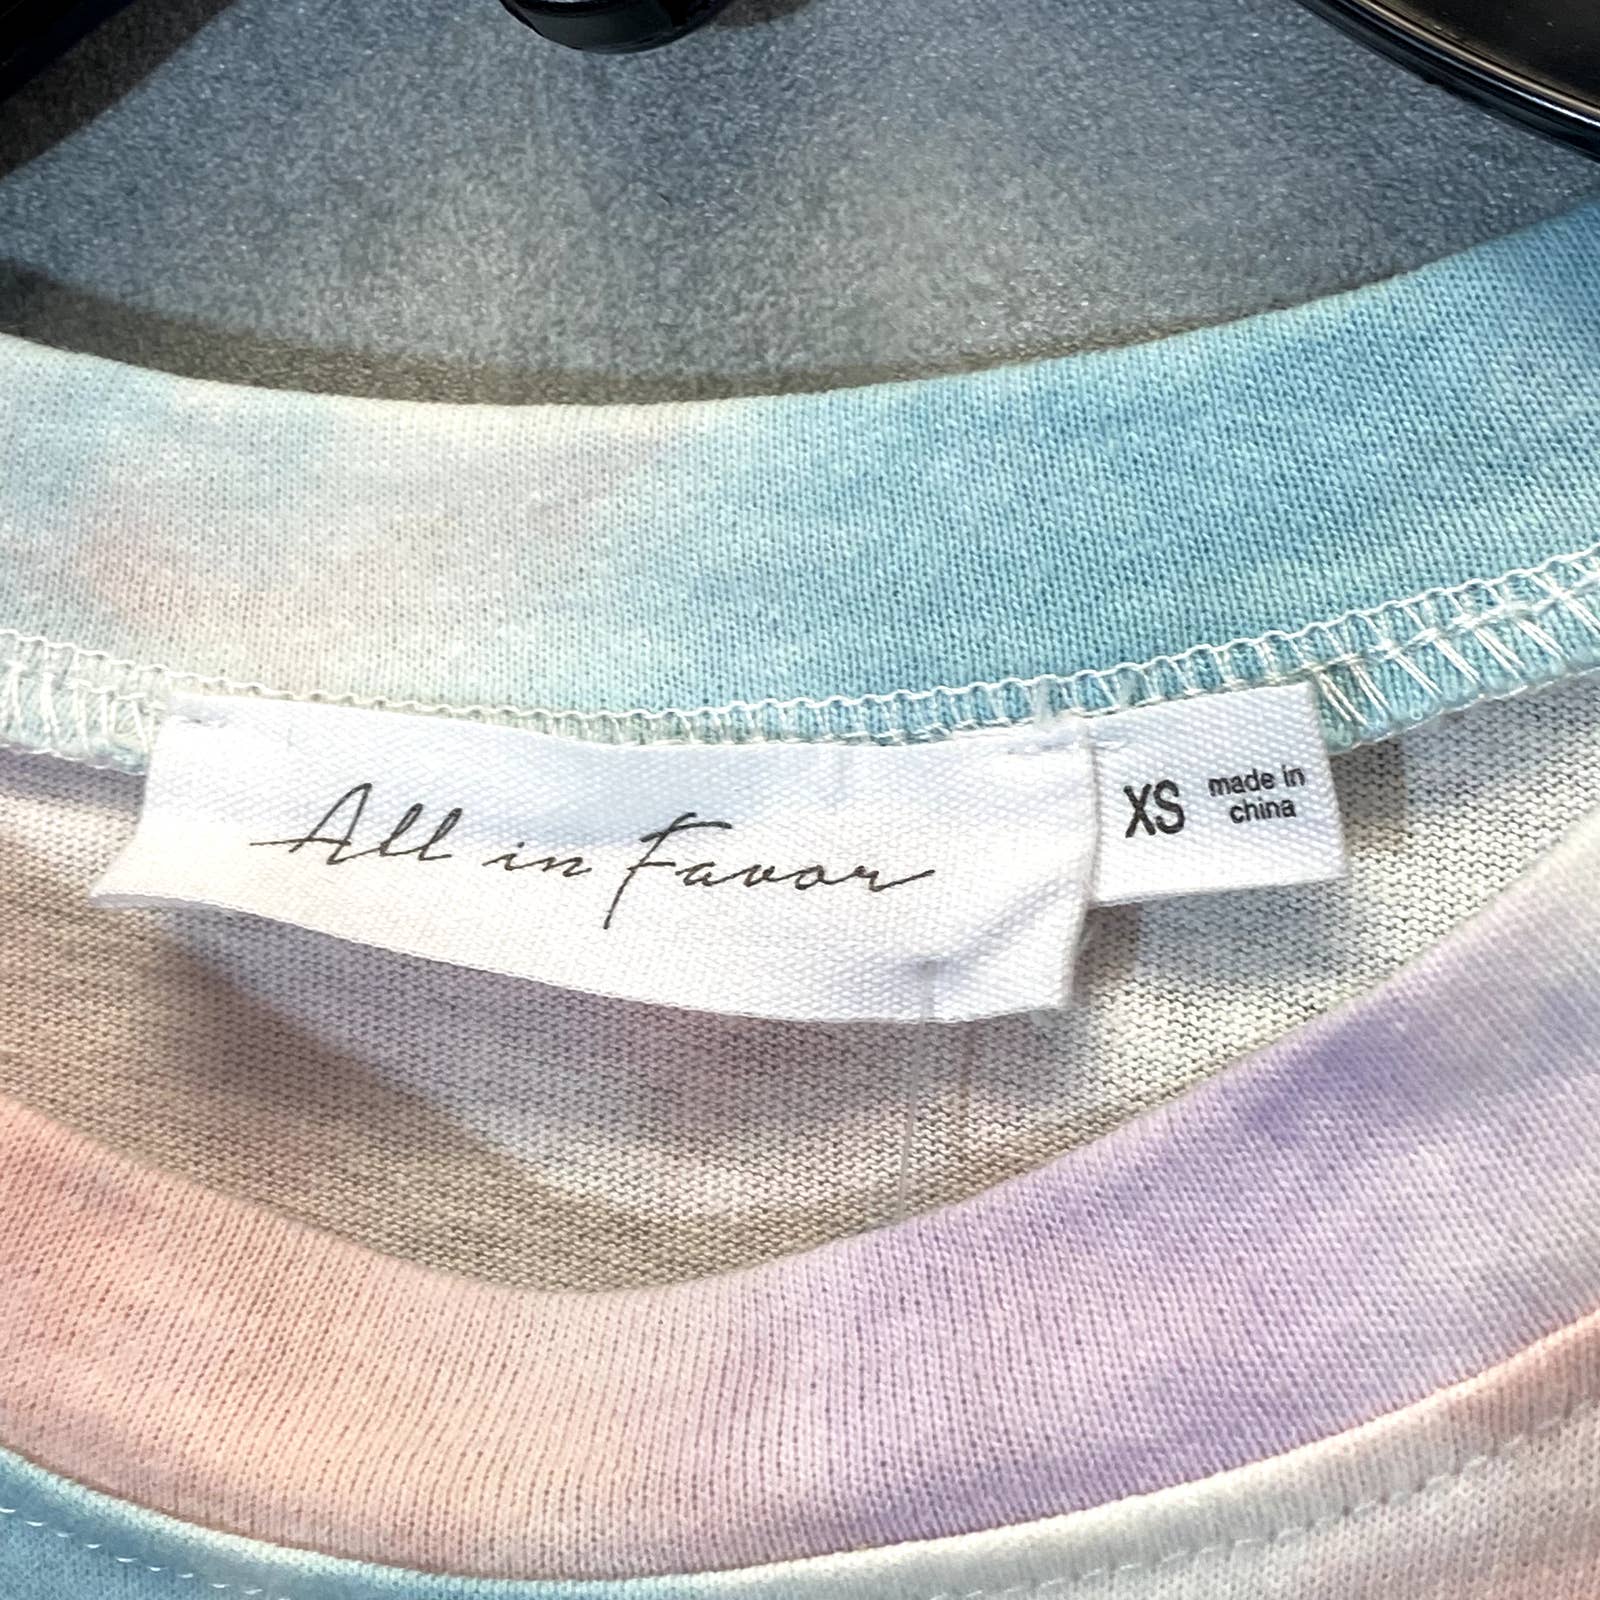 All in Favor
XS
made in
china